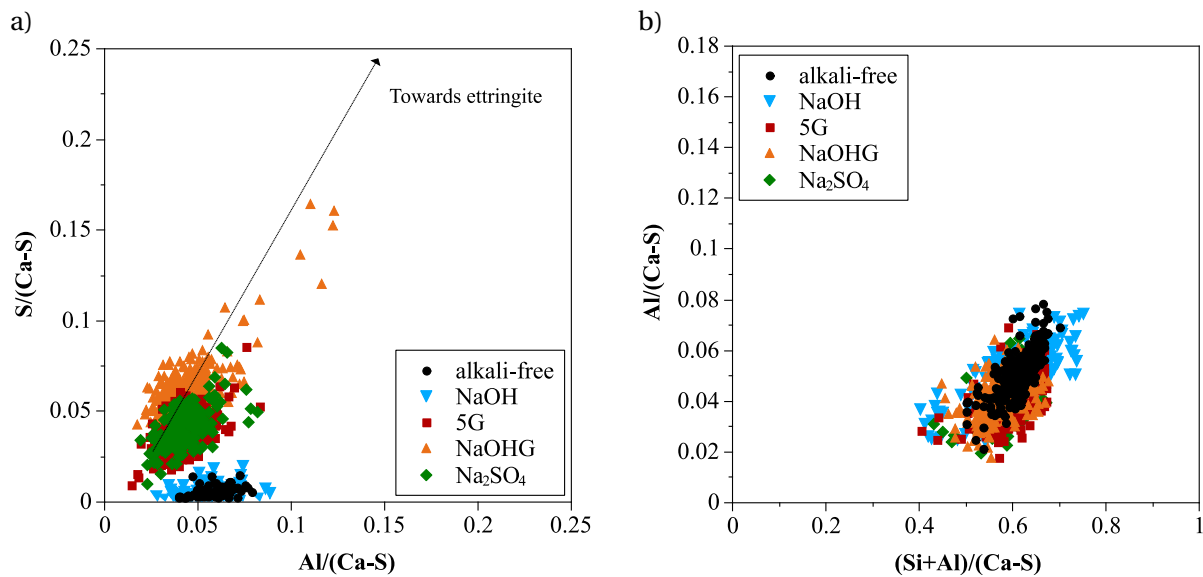 a)
0.25
0.2
0.15
0.1
0.05
0
S/(Ca-S)
Towards ettringite
alkali-free
NaOH
5G
NaOHG
Na₂SO₄
0 0.05 0.1 0.15 0.2 0.25
Al/(Ca-S)
b)
0.18
0.16
0.14
0.12
0.1
0.08
0.06
0.04
0.02
0
Al/(Ca-S)
alkali-free
NaOH
5G
NaOHG
Na₂SO₄
0 0.2 0.4 0.6 0.8 1
(Si+Al)/(Ca-S)